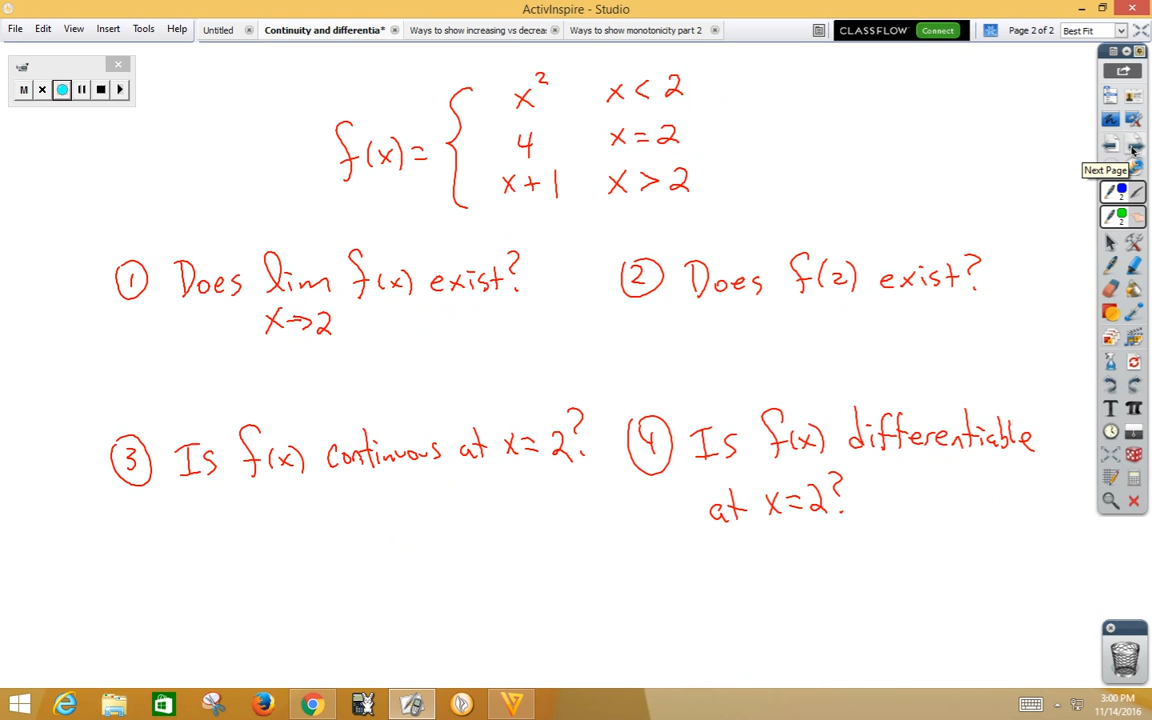 ActivInspire - Studio
File Edit View Insert Tools Help
Untitled
Continuity and differentia*
Ways to show increasing vs decrea:
Ways to show monotonicity part 2
CLASSFLOW Connect
Page 2 of 2 Best Fit
M
Next Page
2
2
f(x) = { x² x < 2
4 x = 2
x + 1 x > 2
① Does lim f(x) exist?
x→2
② Does f(2) exist?
③ Is f(x) continuous at x = 2?
④ Is f(x) differentiable
at x = 2?
3:00 PM
11/14/2016